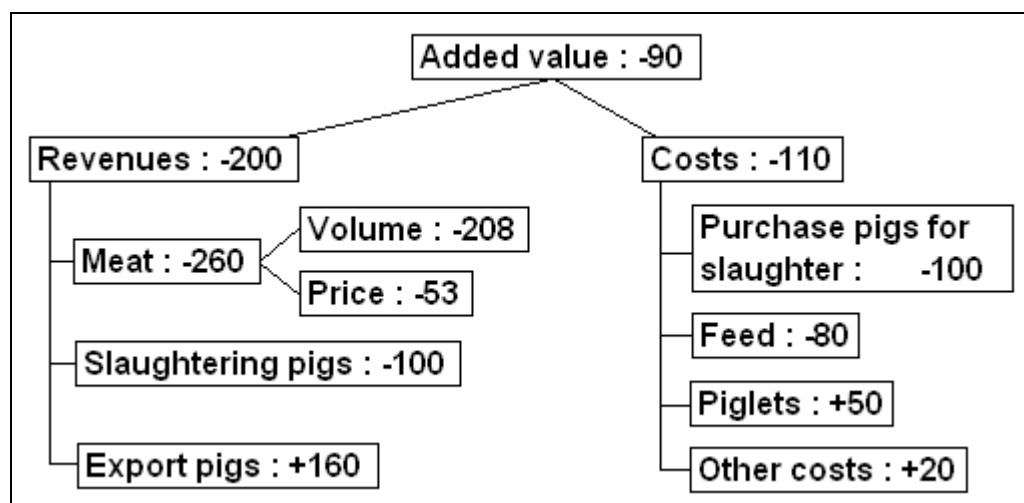 Added value : -90
Revenues : -200
Costs : -110
Meat : -260
Volume : -208
Price : -53
Slaughtering pigs : -100
Export pigs : +160
Purchase pigs for
slaughter : -100
Feed : -80
Piglets : +50
Other costs : +20